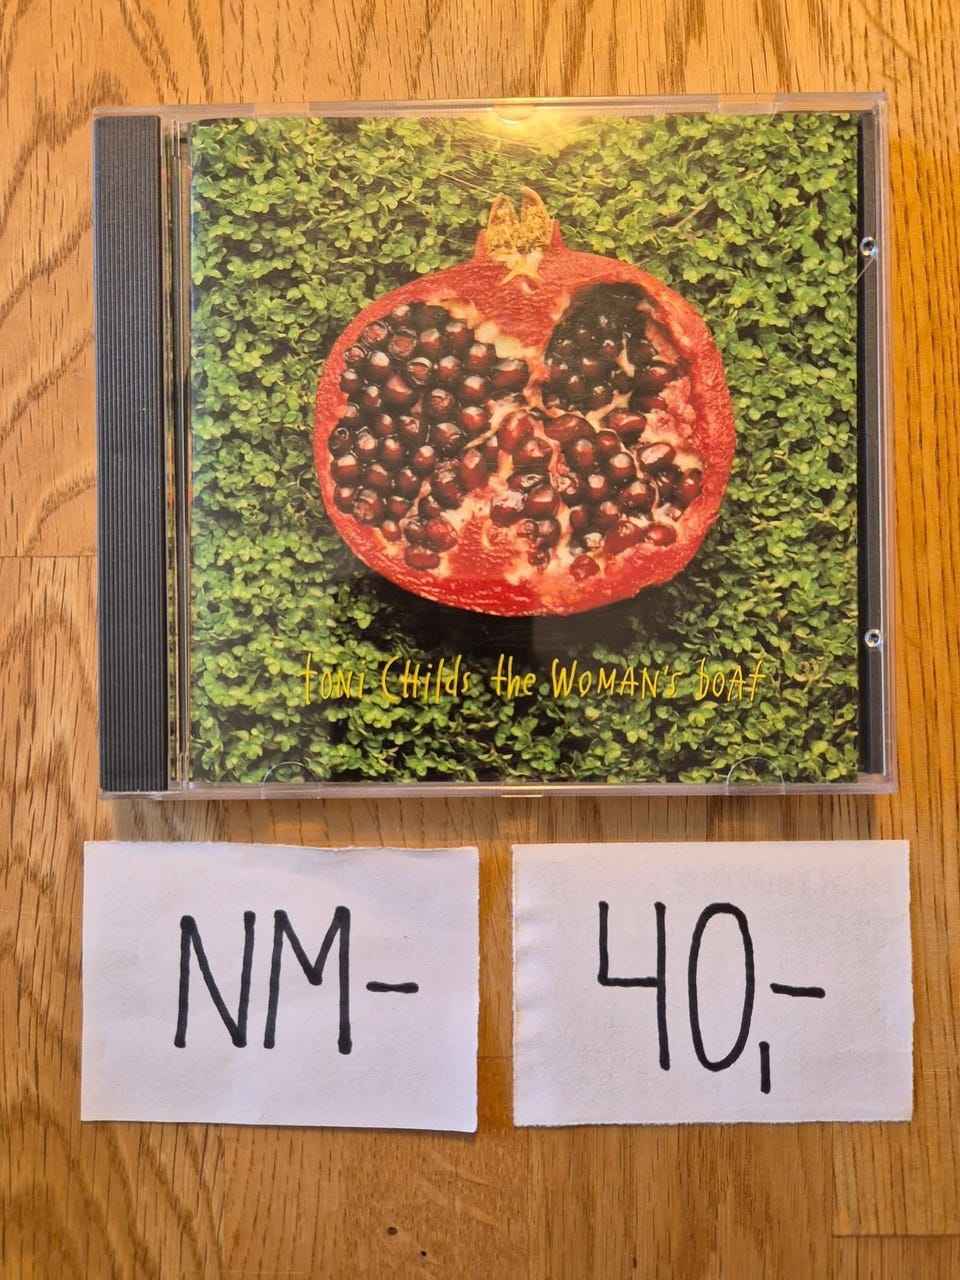 toni Childs the WOMAN's boat
NM-
40,-